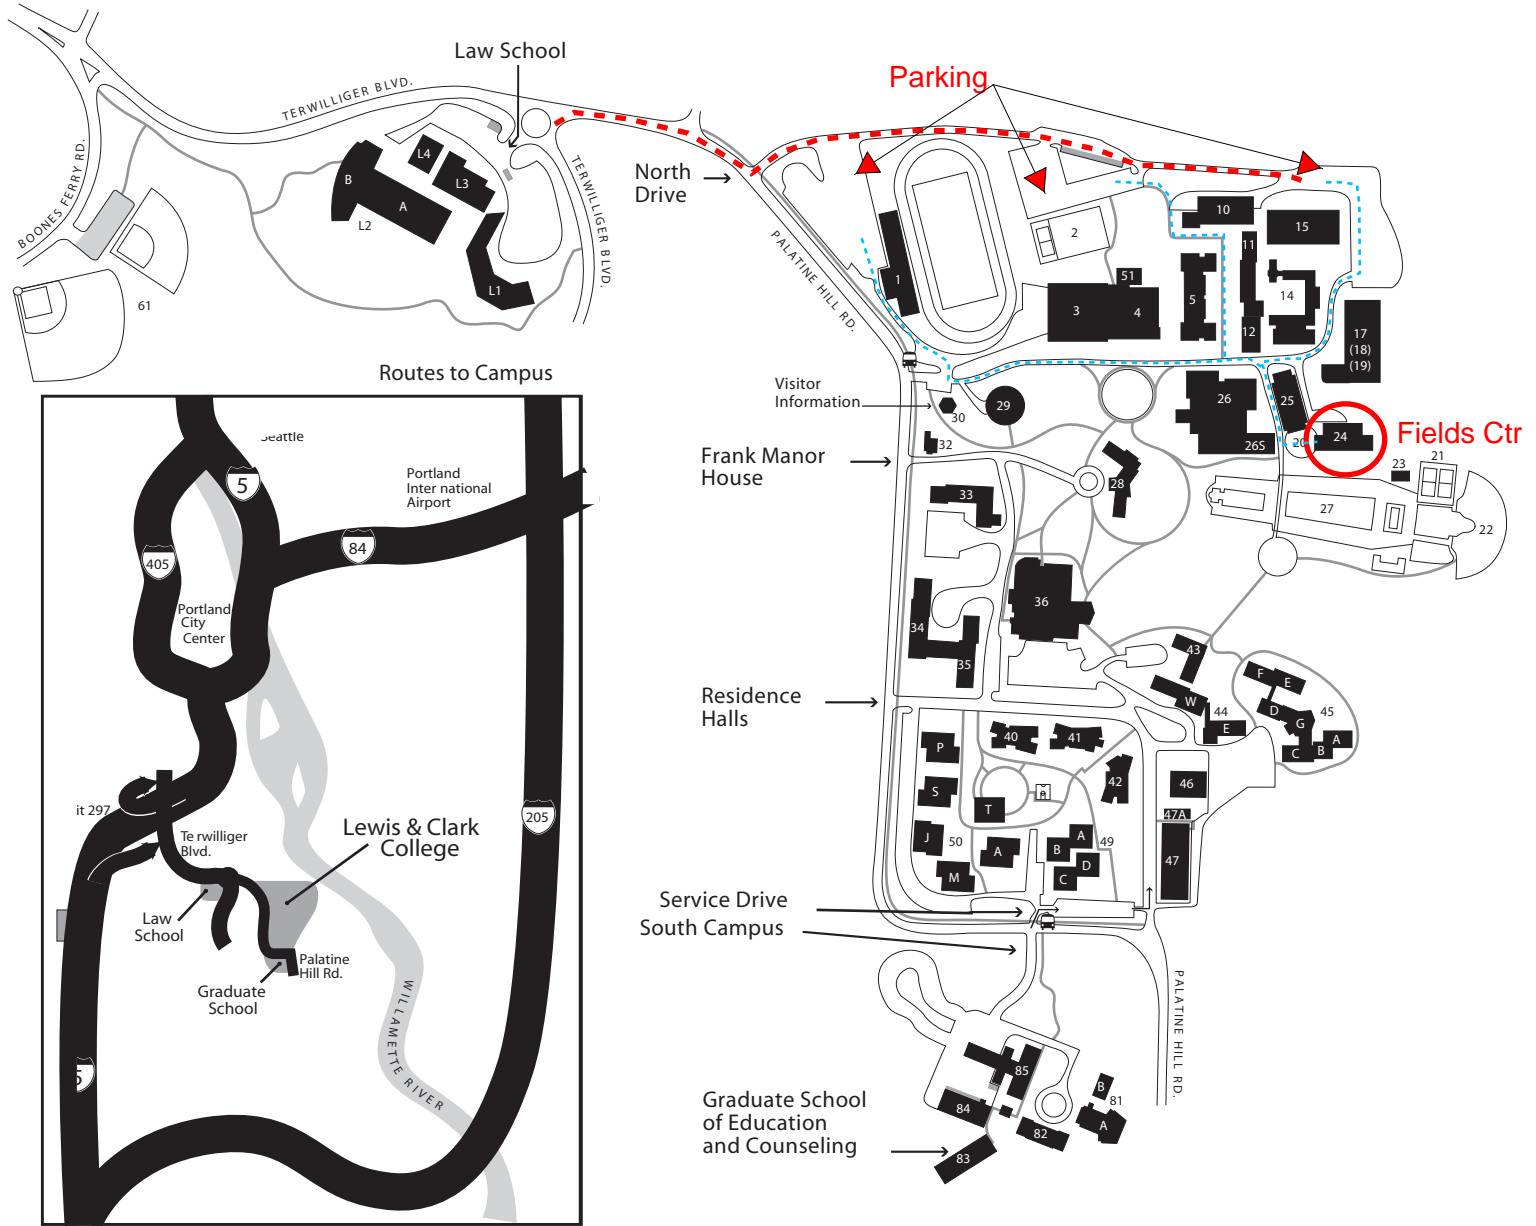 Law School
Parking
TERWILLIGER BLVD.
BOONES FERRY RD.
TERWILLIGER BLVD.
North
Drive
PALATINE HILL RD.
L4
L3
B
A
L2
L1
61
10
15
2
11
51
1
5
14
3
4
12
17
(18)
(19)
Routes to Campus
Visitor
Information
30
29
26
25
32
26S
20
24
Fields Ctr
Frank Manor
House
23
21
28
33
27
22
36
34
35
43
F
E
W
44
E
D
G
45
C
B
A
Residence
Halls
P
40
41
42
46
S
T
47A
J
50
A
B
A
49
D
C
M
47
Service Drive
South Campus
PALATINE HILL RD.
85
84
B
81
A
82
83
Graduate School
of Education
and Counseling
Seattle
5
Portland
Inter national
Airport
84
405
Portland
City
Center
it 297
Te rwilliger
Blvd.
205
Lewis & Clark
College
Law
School
Palatine
Hill Rd.
Graduate
School
WILLAMETTE RIVER
5